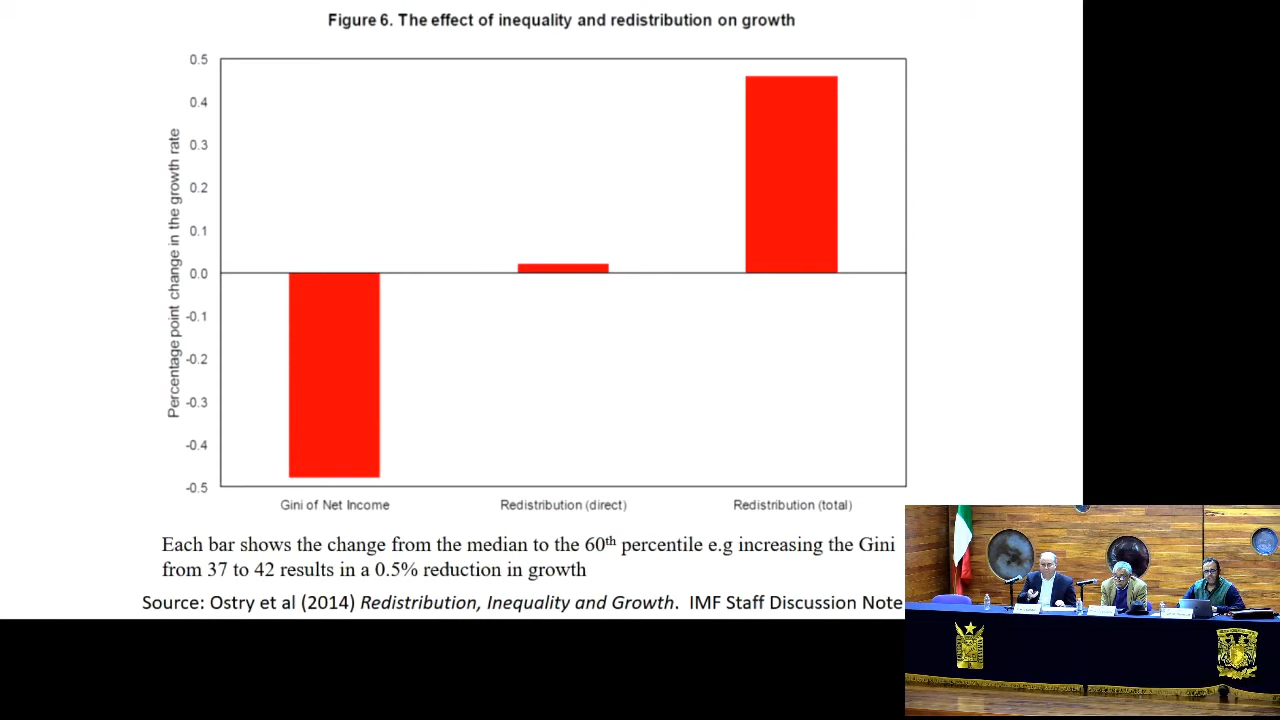 Figure 6. The effect of inequality and redistribution on growth
Percentage point change in the growth rate
0.5
0.4
0.3
0.2
0.1
0.0
-0.1
-0.2
-0.3
-0.4
-0.5
Gini of Net Income
Redistribution (direct)
Redistribution (total)
Each bar shows the change from the median to the 60th percentile e.g increasing the Gini
from 37 to 42 results in a 0.5% reduction in growth
Source: Ostry et al (2014) Redistribution, Inequality and Growth. IMF Staff Discussion Note